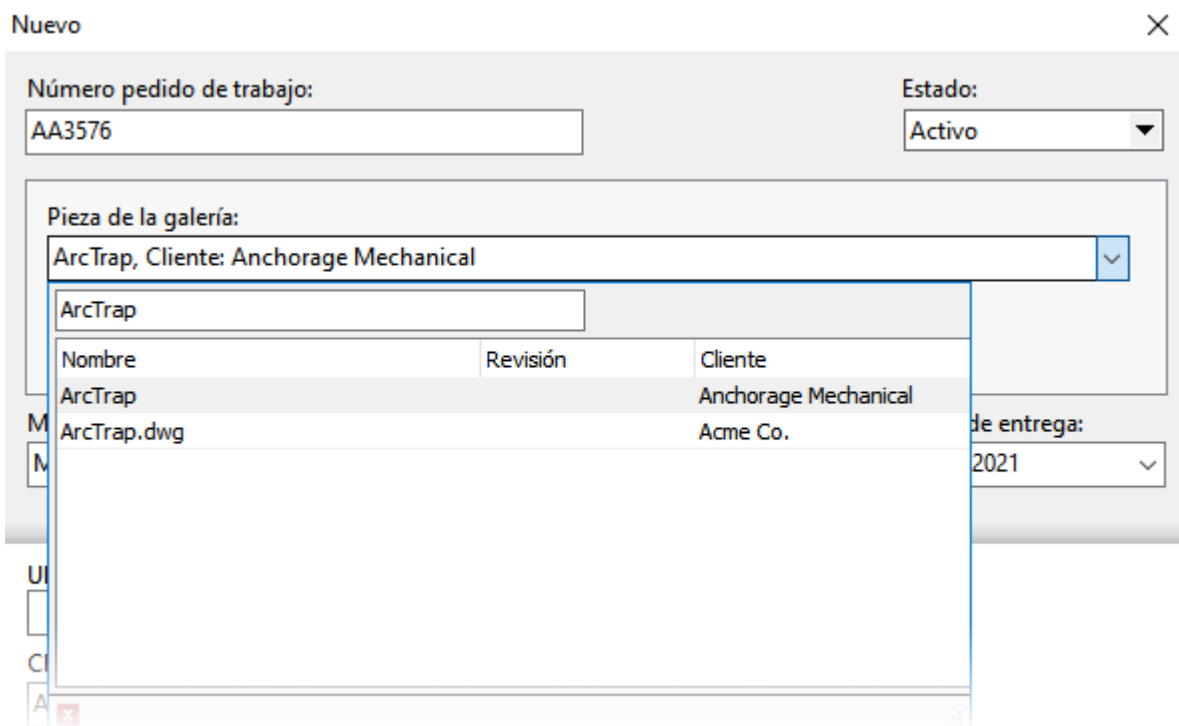 Nuevo
Número pedido de trabajo:
Estado:
AA3576
Activo
Pieza de la galería:
ArcTrap, Cliente: Anchorage Mechanical
ArcTrap
Nombre Revisión Cliente
ArcTrap Anchorage Mechanical
ArcTrap.dwg Acme Co.
de entrega:
2021